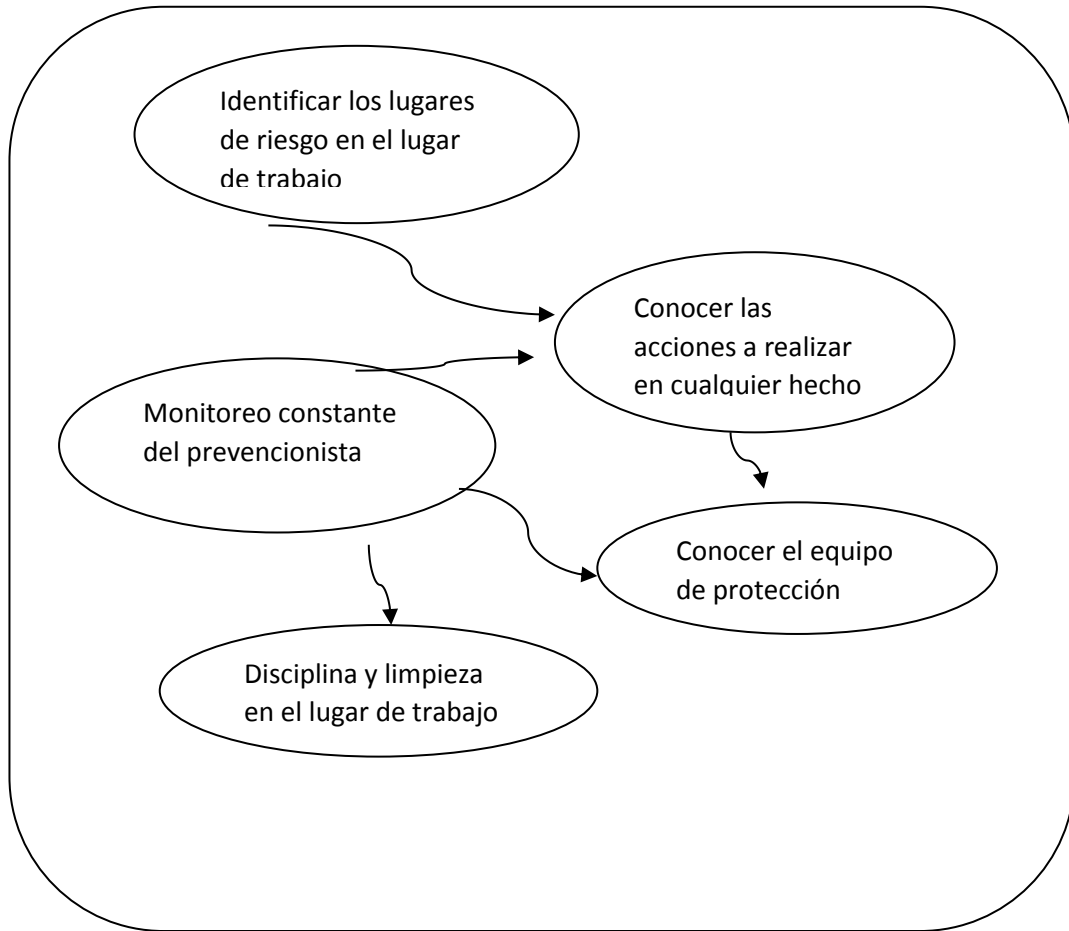 Identificar los lugares
de riesgo en el lugar
de trabajo
Conocer las
acciones a realizar
en cualquier hecho
Monitoreo constante
del prevencionista
Conocer el equipo
de protección
Disciplina y limpieza
en el lugar de trabajo